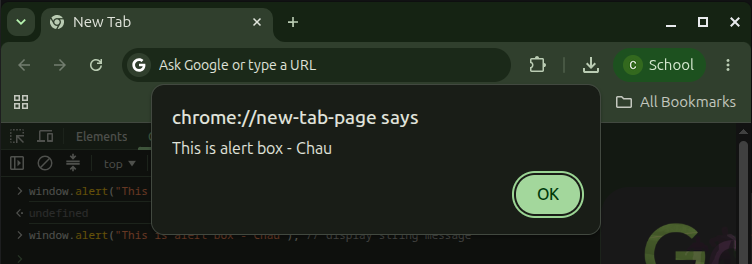 New Tab
Ask Google or type a URL
C School
All Bookmarks
chrome://new-tab-page says
This is alert box - Chau
OK
Elements
top
window.alert("This
undefined
window.alert("This is alert box - Chau"); // display string message